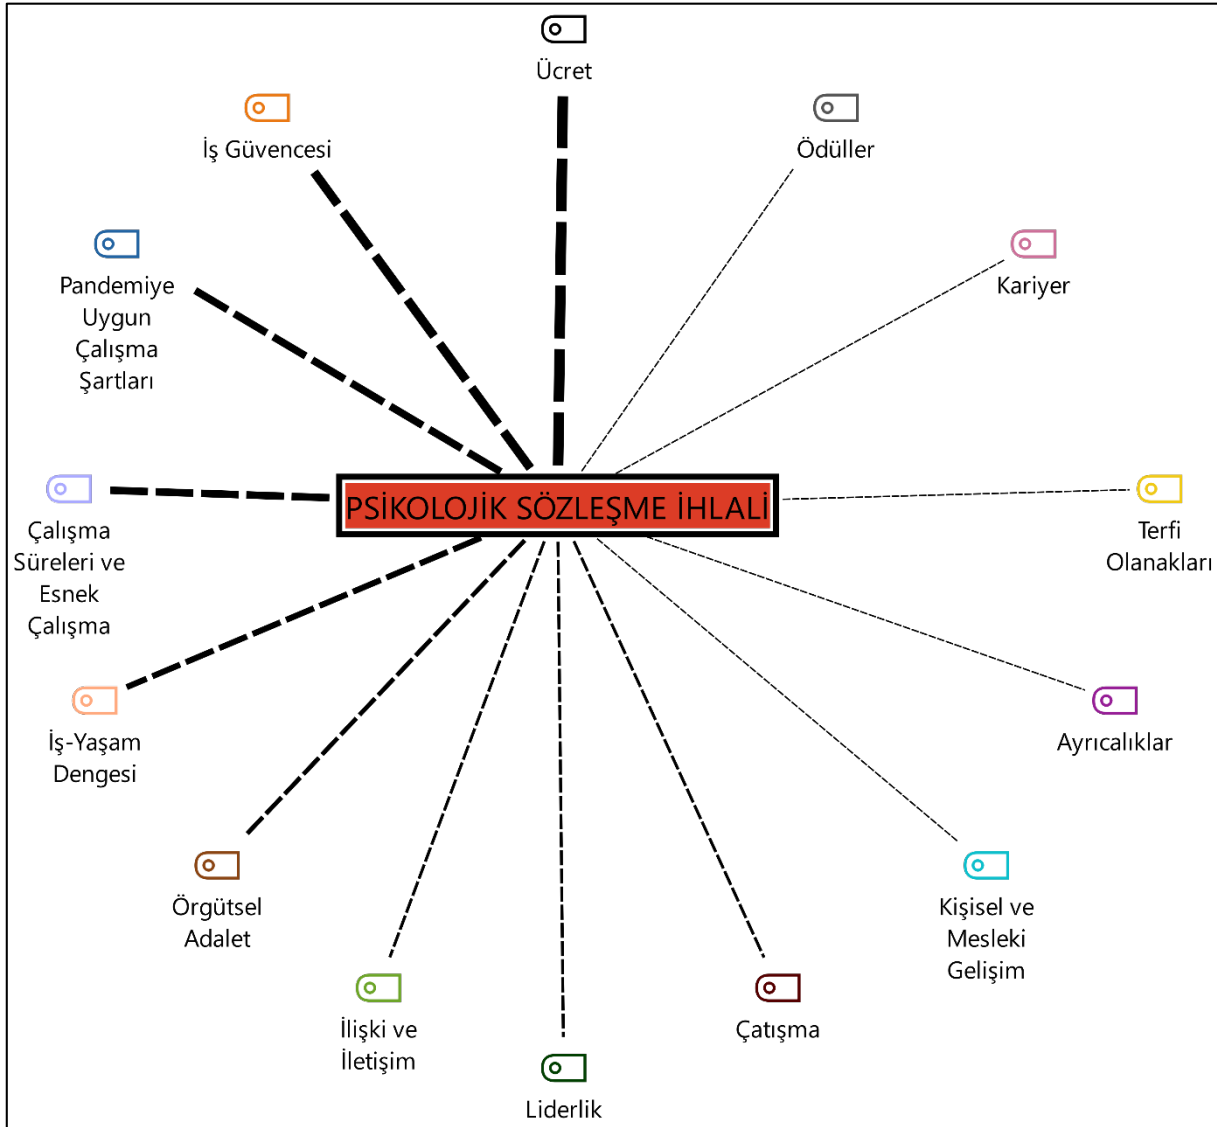 Ücret
İş Güvencesi
Ödüller
Pandemiye
Uygun
Çalışma
Şartları
Kariyer
PSİKOLOJİK SÖZLEŞME İHLALİ
Çalışma
Süreleri ve
Esnek
Çalışma
Terfi
Olanakları
İş-Yaşam
Dengesi
Ayrıcalıklar
Örgütsel
Adalet
Kişisel ve
Mesleki
Gelişim
İlişki ve
İletişim
Çatışma
Liderlik